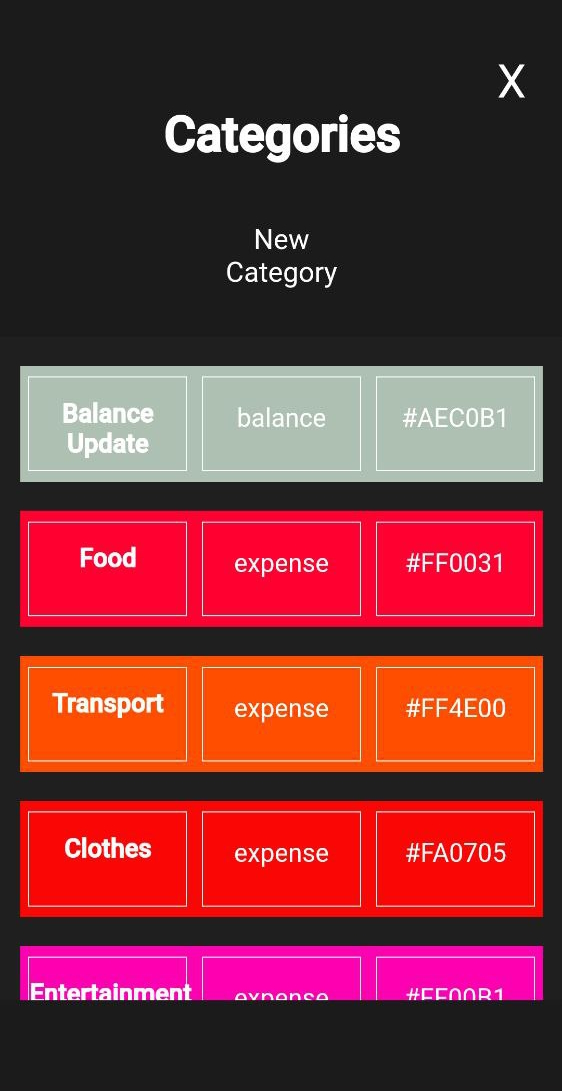 X
Categories
New
Category
Balance
Update
balance
#AEC0B1
Food
expense
#FF0031
Transport
expense
#FF4E00
Clothes
expense
#FA0705
Entertainment
expense
#FF00B1